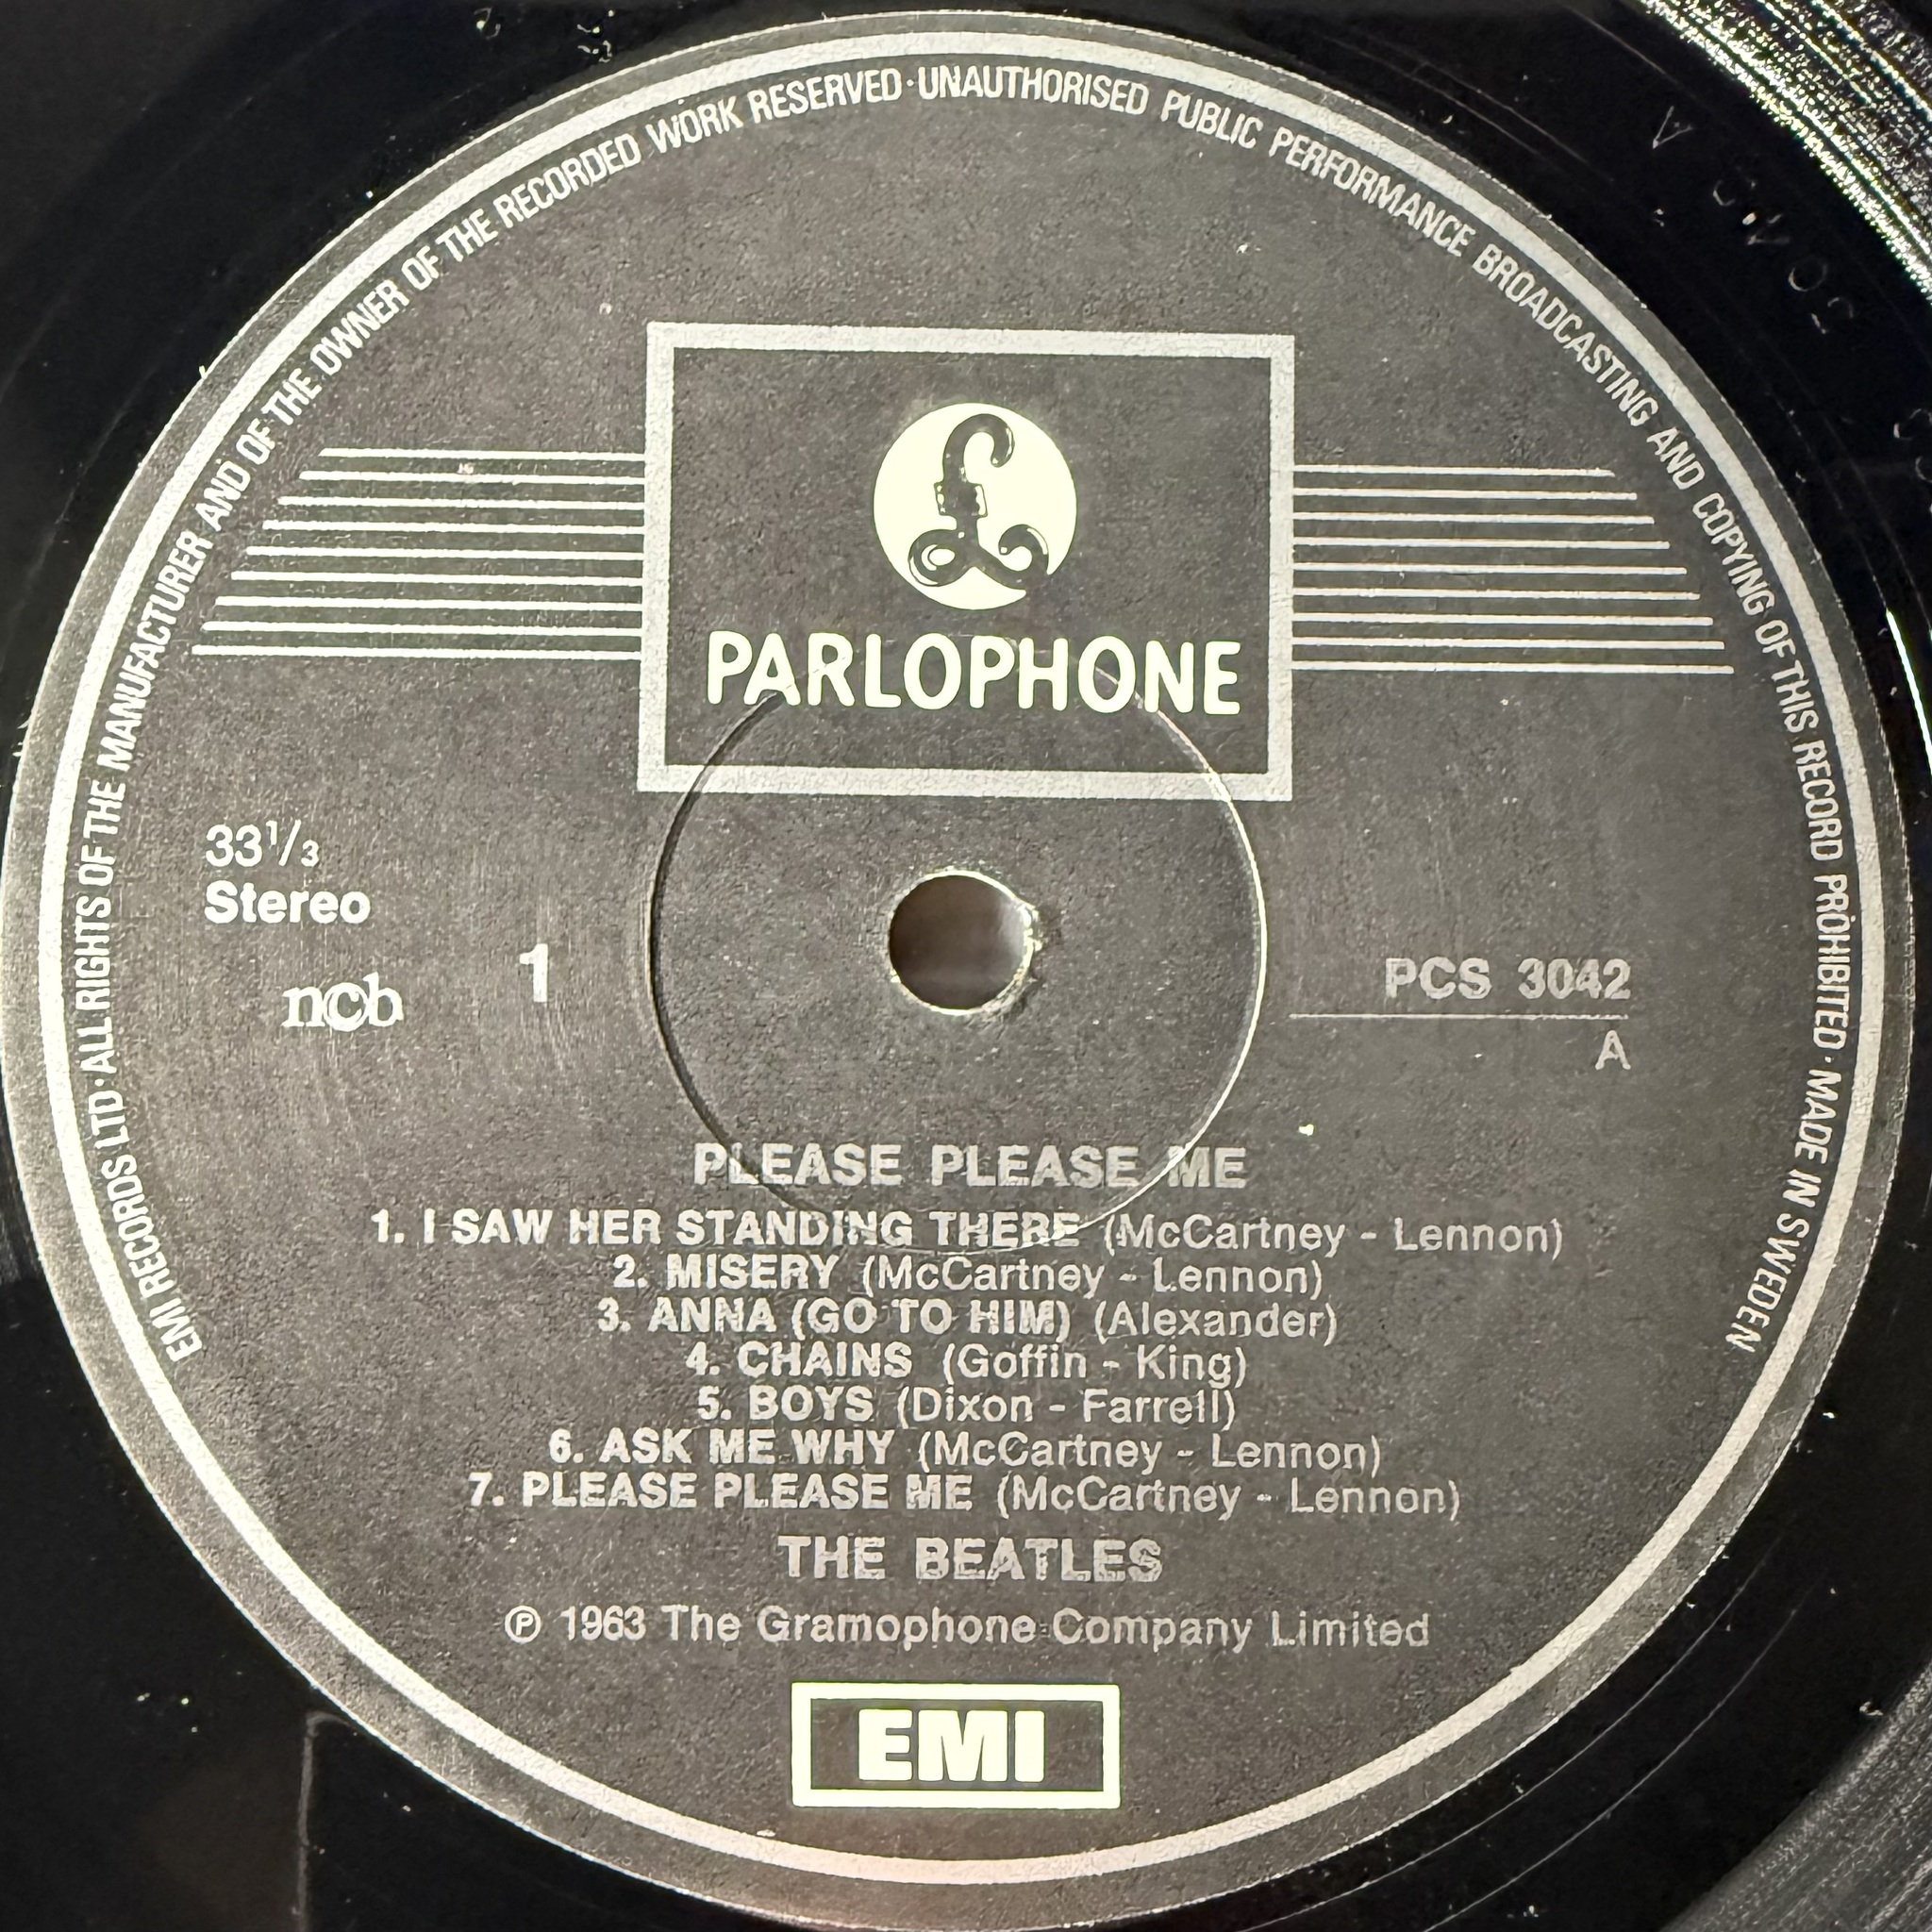 EMI RECORDS LTD · ALL RIGHTS OF THE MANUFACTURER AND OF THE OWNER OF THE RECORDED WORK RESERVED · UNAUTHORISED PUBLIC PERFORMANCE BROADCASTING AND COPYING OF THIS RECORD PROHIBITED · MADE IN SWEDEN
£
PARLOPHONE
33 1/3
Stereo
ncb
1
PCS 3042
A
PLEASE PLEASE ME
1. I SAW HER STANDING THERE (McCartney - Lennon)
2. MISERY (McCartney - Lennon)
3. ANNA (GO TO HIM) (Alexander)
4. CHAINS (Goffin - King)
5. BOYS (Dixon - Farrell)
6. ASK ME WHY (McCartney - Lennon)
7. PLEASE PLEASE ME (McCartney - Lennon)
THE BEATLES
℗ 1963 The Gramophone Company Limited
EMI